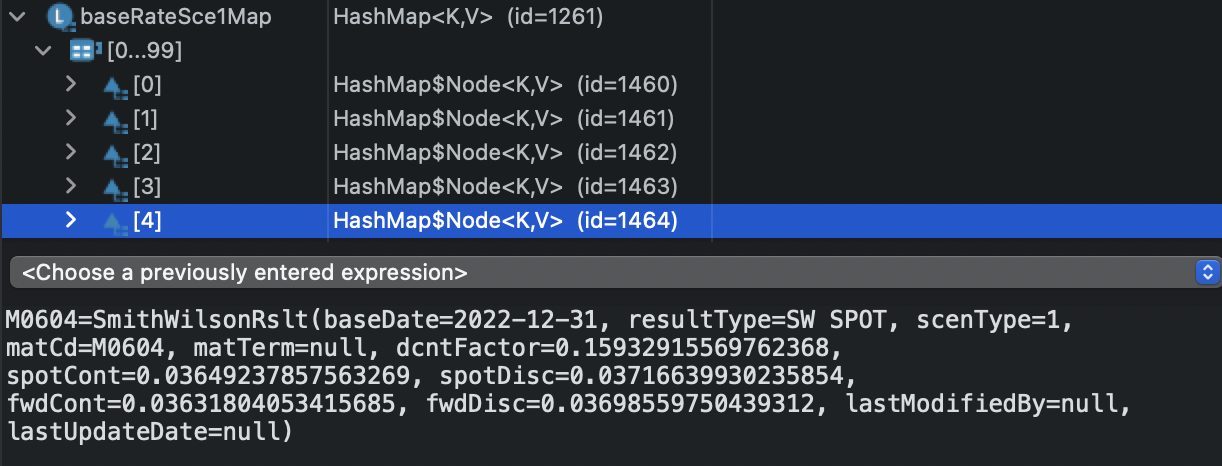 baseRateSce1Map HashMap<K,V> (id=1261)
[0...99]
[0] HashMap$Node<K,V> (id=1460)
[1] HashMap$Node<K,V> (id=1461)
[2] HashMap$Node<K,V> (id=1462)
[3] HashMap$Node<K,V> (id=1463)
[4] HashMap$Node<K,V> (id=1464)
<Choose a previously entered expression>
M0604=SmithWilsonRslt(baseDate=2022-12-31, resultType=SW SPOT, scenType=1,
matCd=M0604, matTerm=null, dcntFactor=0.15932915569762368,
spotCont=0.03649237857563269, spotDisc=0.03716639930235854,
fwdCont=0.03631804053415685, fwdDisc=0.03698559750439312, lastModifiedBy=null,
lastUpdateDate=null)